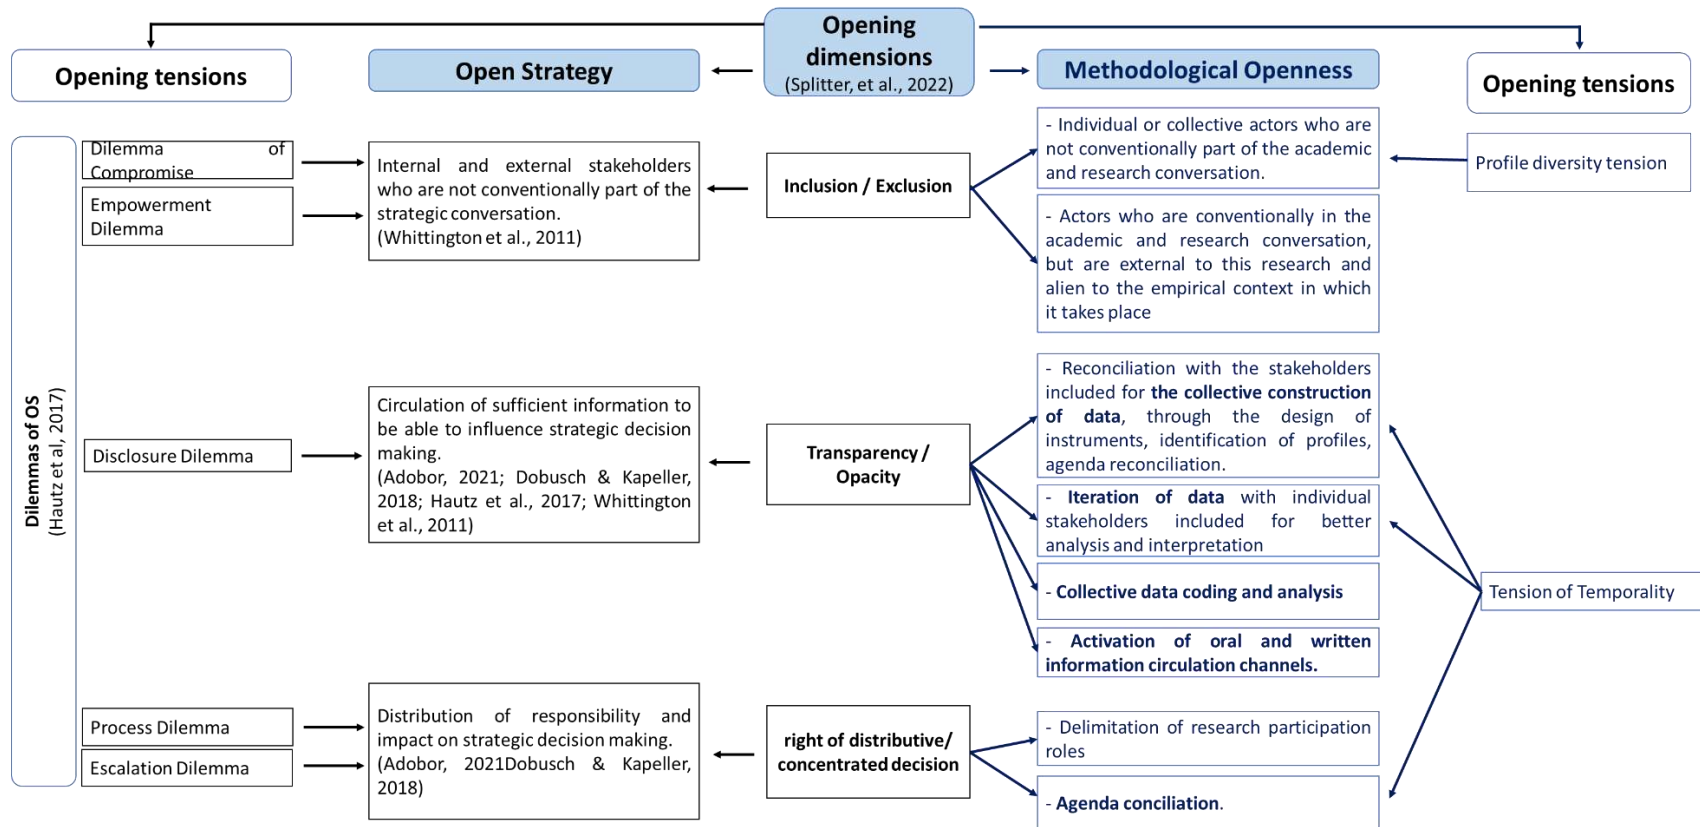 Opening
dimensions
(Splitter, et al., 2022)
Opening tensions
Open Strategy
Methodological Openness
Opening tensions
Dilemmas of OS
(Hautz et al, 2017)
Dilemma of
Compromise
Empowerment
Dilemma
Internal and external stakeholders
who are not conventionally part of the
strategic conversation.
(Whittington et al., 2011)
Inclusion / Exclusion
- Individual or collective actors who are
not conventionally part of the academic
and research conversation.
- Actors who are conventionally in the
academic and research conversation,
but are external to this research and
alien to the empirical context in which
it takes place
Profile diversity tension
Disclosure Dilemma
Circulation of sufficient information to
be able to influence strategic decision
making.
(Adobor, 2021; Dobusch & Kapeller,
2018; Hautz et al., 2017; Whittington
et al., 2011)
Transparency /
Opacity
- Reconciliation with the stakeholders
included for the collective construction
of data, through the design of
instruments, identification of profiles,
agenda reconciliation.
- Iteration of data with individual
stakeholders included for better
analysis and interpretation
- Collective data coding and analysis
- Activation of oral and written
information circulation channels.
Tension of Temporality
Process Dilemma
Escalation Dilemma
Distribution of responsibility and
impact on strategic decision making.
(Adobor, 2021Dobusch & Kapeller,
2018)
right of distributive/
concentrated decision
- Delimitation of research participation
roles
- Agenda conciliation.